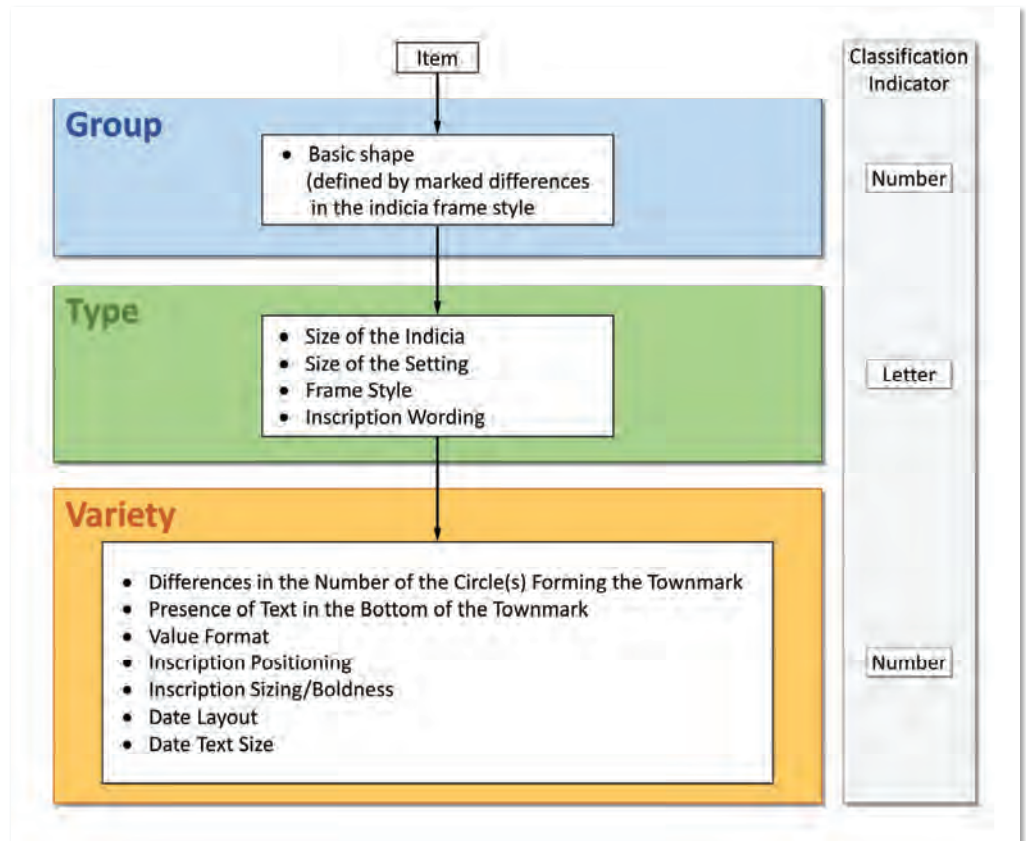 Item
Classification
Indicator
Group
• Basic shape
(defined by marked differences
in the indicia frame style
Number
Type
• Size of the Indicia
• Size of the Setting
• Frame Style
• Inscription Wording
Letter
Variety
• Differences in the Number of the Circle(s) Forming the Townmark
• Presence of Text in the Bottom of the Townmark
• Value Format
• Inscription Positioning
• Inscription Sizing/Boldness
• Date Layout
• Date Text Size
Number